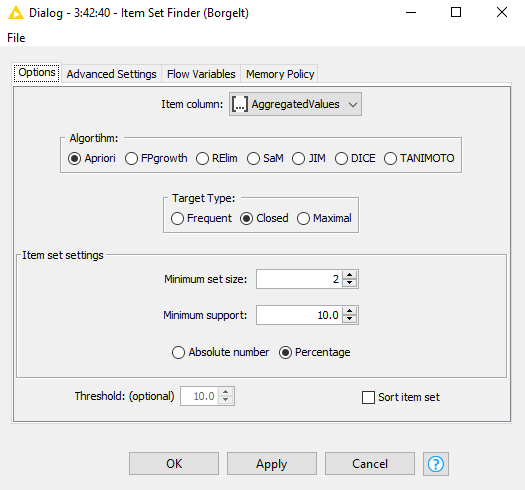 Dialog - 3:42:40 - Item Set Finder (Borgelt)
File
Options Advanced Settings Flow Variables Memory Policy
Item column: [...] AggregatedValues
Algortihm:
Apriori FPgrowth RElim SaM JIM DICE TANIMOTO
Target Type:
Frequent Closed Maximal
Item set settings
Minimum set size: 2
Minimum support: 10.0
Absolute number Percentage
Threshold: (optional) 10.0 Sort item set
OK Apply Cancel ?